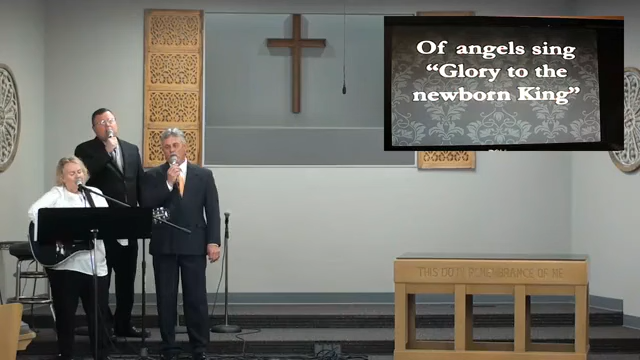 Of angels sing
“Glory to the
newborn King”
THIS DO IN REMEMBRANCE OF ME